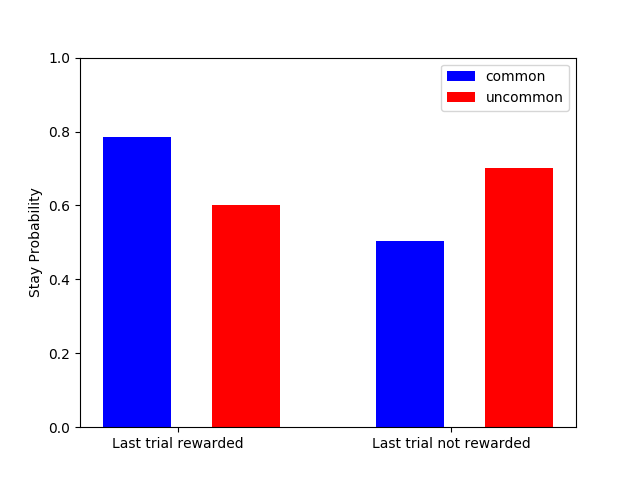 1.0
0.8
0.6
0.4
0.2
0.0
Stay Probability
common
uncommon
Last trial rewarded
Last trial not rewarded